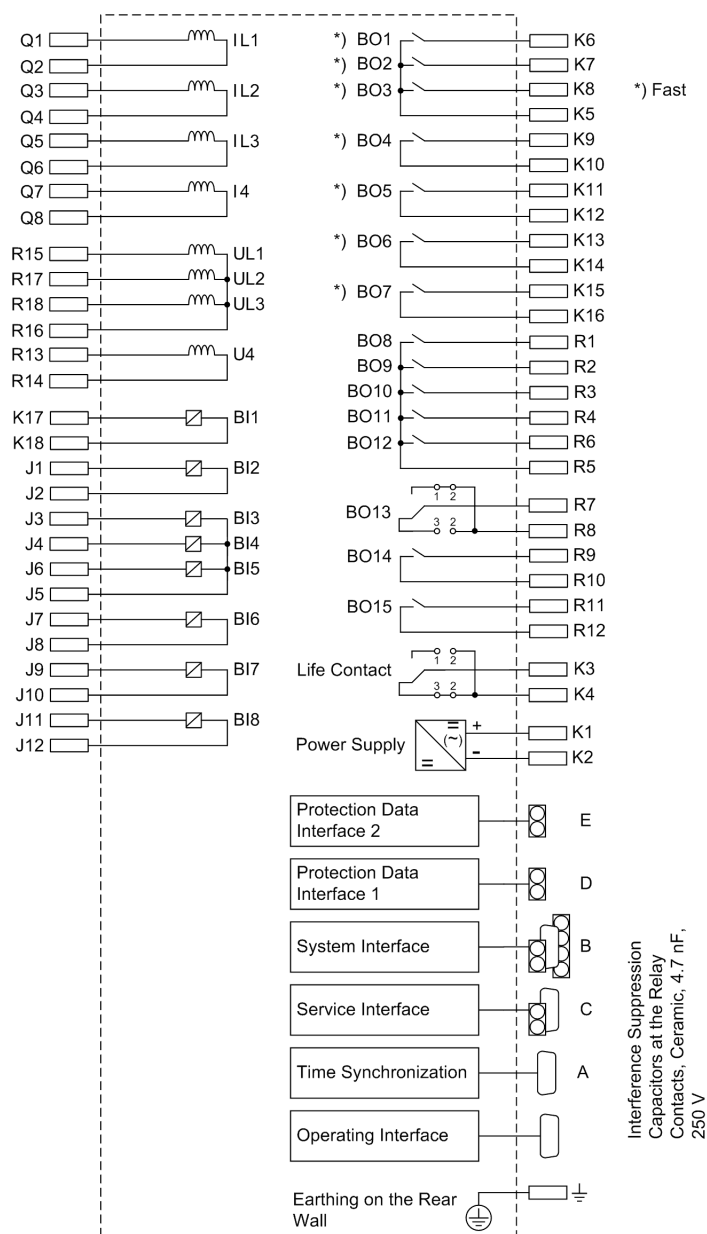 Q1 IL1 *) BO1 K6
Q2 *) BO2 K7
Q3 IL2 *) BO3 K8 *) Fast
Q4 K5
Q5 IL3 *) BO4 K9
Q6 K10
Q7 I4 *) BO5 K11
Q8 K12
*) BO6 K13
R15 UL1
K14
R17 UL2
*) BO7 K15
R18 UL3
K16
R16
BO8 R1
R13 U4
BO9 R2
R14
BO10 R3
K17 BI1 BO11 R4
K18 BO12 R6
J1 BI2 R5
J2
1 2
R7
J3 BI3 BO13
3 2
R8
J4 BI4
BO14 R9
J6 BI5
R10
J5
BO15 R11
J7 BI6
R12
J8
1 2
J9 BI7 Life Contact K3
3 2
J10 K4
J11 BI8
= + K1
(~)
Power Supply
J12
- K2
=
Protection Data
Interface 2
E
Protection Data
Interface 1
D
System Interface B
Service Interface C
Time Synchronization A
Operating Interface
Earthing on the Rear
Wall
Interference Suppression
Capacitors at the Relay
Contacts, Ceramic, 4.7 nF,
250 V